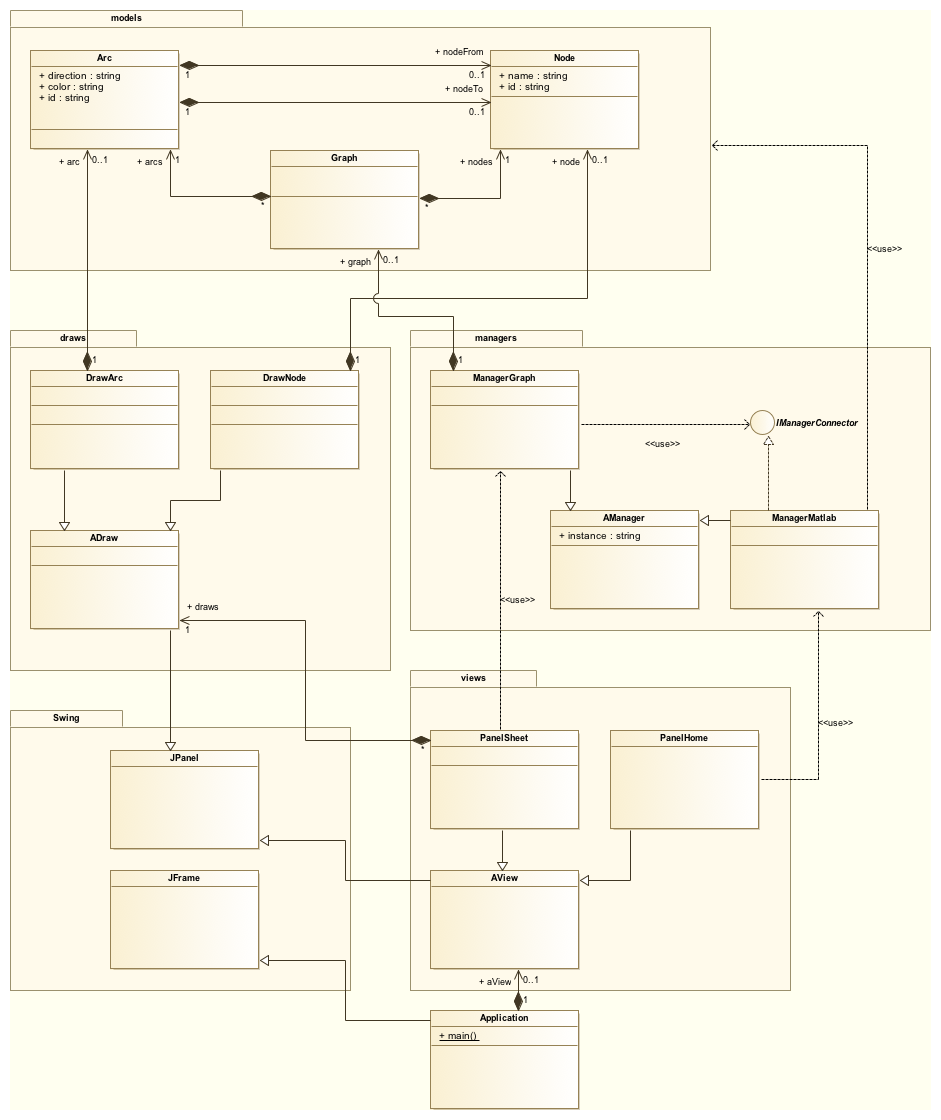 models
Arc
+ direction : string
+ color : string
+ id : string
+ nodeFrom
1
0..1
+ nodeTo
1
0..1
Node
+ name : string
+ id : string
+ arc
0..1
+ arcs
1
Graph
+ nodes
1
+ node
0..1
*
*
+ graph
0..1
<<use>>
draws
1
1
DrawArc
DrawNode
ADraw
+ draws
1
managers
1
ManagerGraph
IManagerConnector
<<use>>
AManager
+ instance : string
ManagerMatlab
<<use>>
<<use>>
Swing
JPanel
JFrame
views
PanelSheet
*
PanelHome
AView
+ aView
0..1
1
Application
+ main()